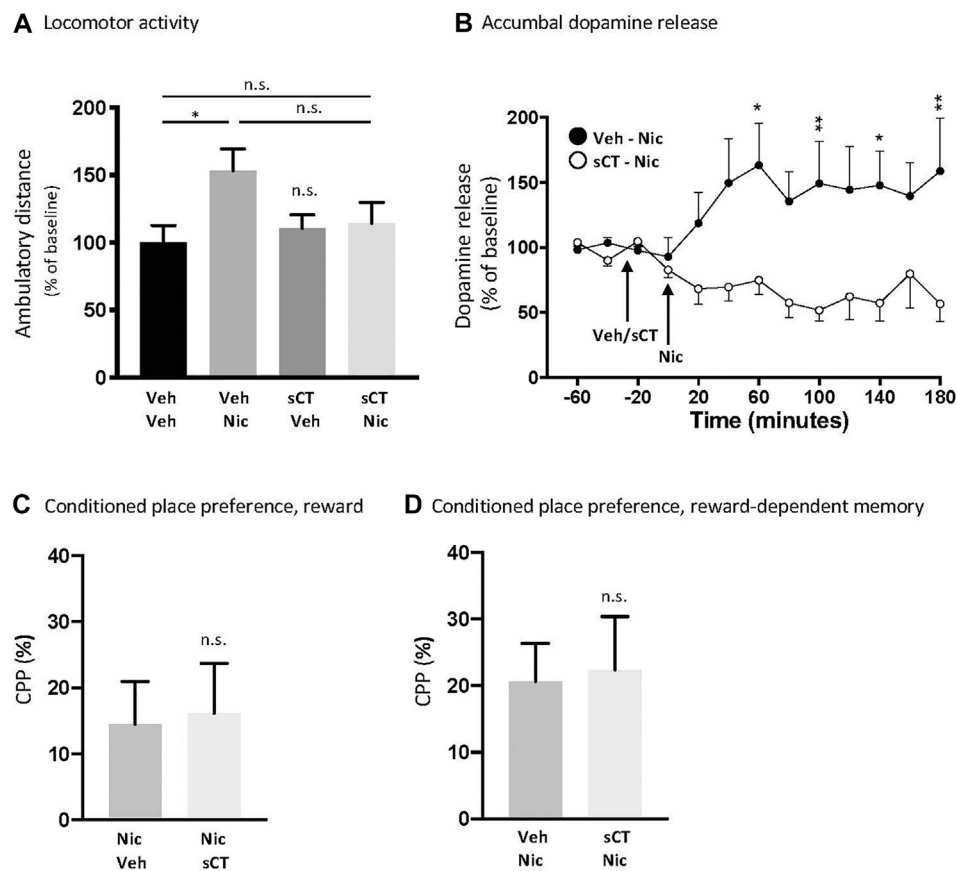 A Locomotor activity
n.s.
n.s.
*
n.s.
Ambulatory distance
(% of baseline)
200
150
100
50
0
Veh Veh sCT sCT
Veh Nic Veh Nic
B Accumbal dopamine release
Dopamine release
(% of baseline)
200
150
100
50
0
Veh - Nic
sCT - Nic
*
**
*
**
Veh/sCT
Nic
-60 -20 20 60 100 140 180
Time (minutes)
C Conditioned place preference, reward
CPP (%)
40
30
20
10
0
n.s.
Nic Nic
Veh sCT
D Conditioned place preference, reward-dependent memory
CPP (%)
40
30
20
10
0
n.s.
Veh sCT
Nic Nic